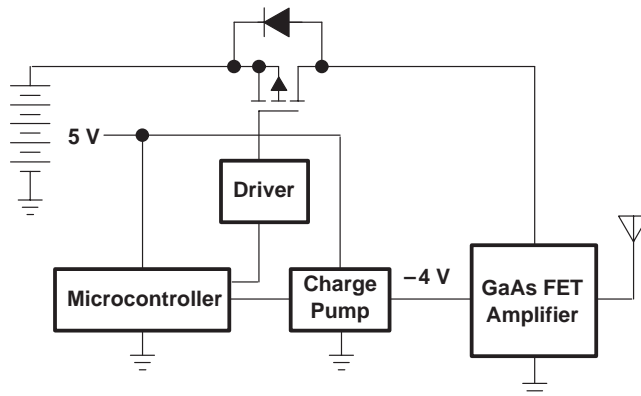 5 V
Driver
Microcontroller
Charge
Pump
–4 V
GaAs FET
Amplifier